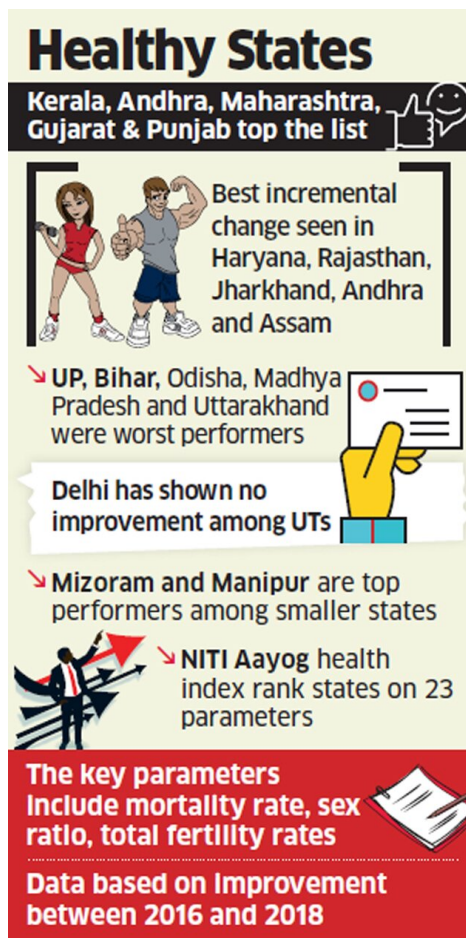 Healthy States
Kerala, Andhra, Maharashtra,
Gujarat & Punjab top the list
Best incremental
change seen in
Haryana, Rajasthan,
Jharkhand, Andhra
and Assam
UP, Bihar, Odisha, Madhya
Pradesh and Uttarakhand
were worst performers
Delhi has shown no
improvement among UTs
Mizoram and Manipur are top
performers among smaller states
NITI Aayog health
index rank states on 23
parameters
The key parameters
Include mortality rate, sex
ratio, total fertility rates
Data based on Improvement
between 2016 and 2018